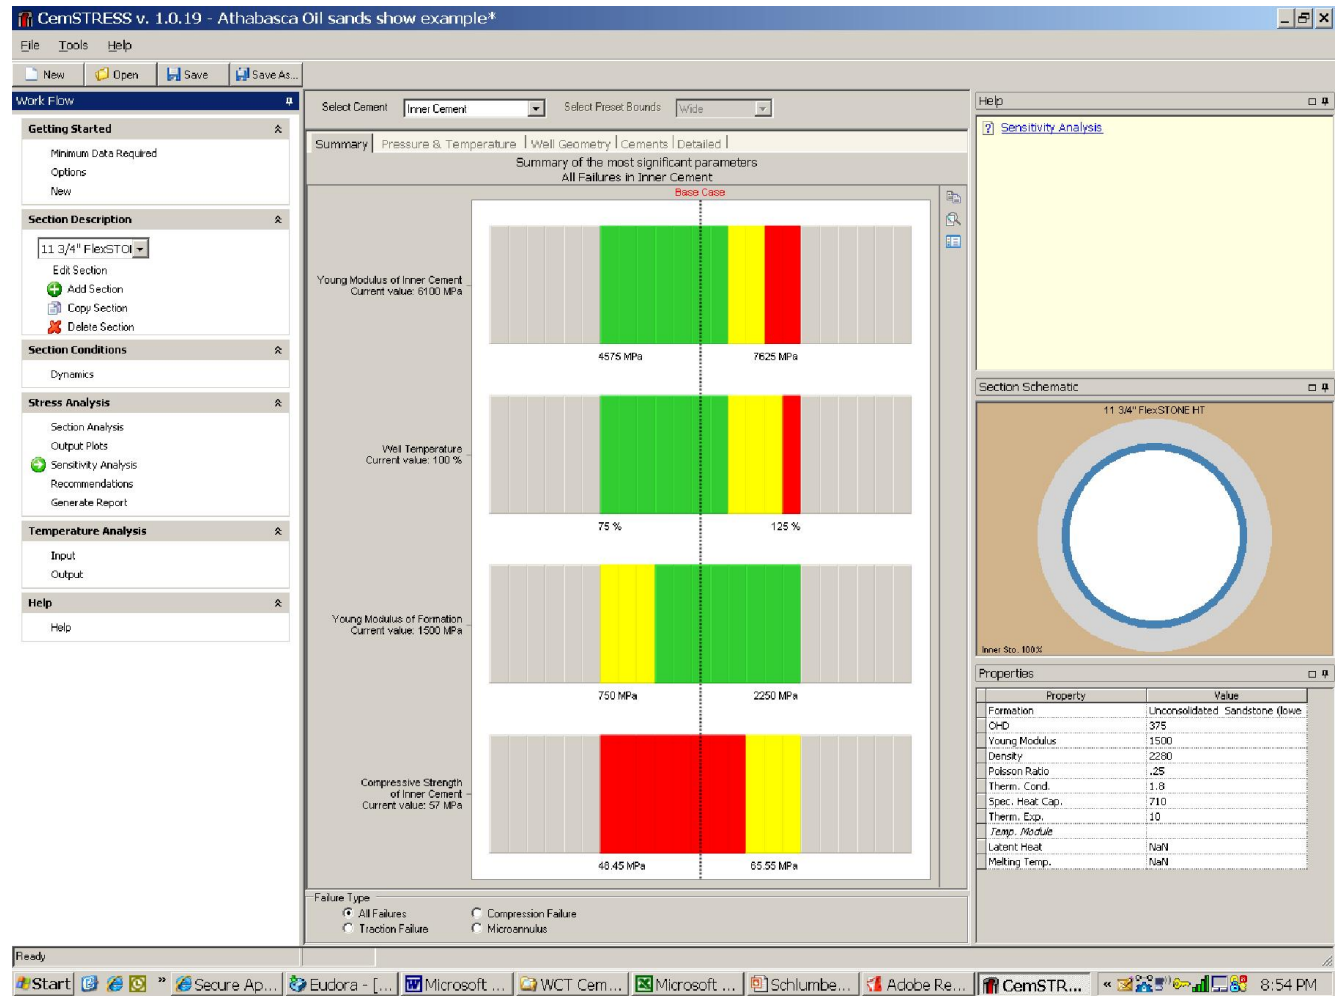 CemSTRESS v. 1.0.19 - Athabasca Oil sands show example*
File Tools Help
New Open Save Save As...
Work Flow
Getting Started
Minimum Data Required
Options
New
Section Description
11 3/4" FlexSTOI
Edit Section
Add Section
Copy Section
Delete Section
Section Conditions
Dynamics
Stress Analysis
Section Analysis
Output Plots
Sensitivity Analysis
Recommendations
Generate Report
Temperature Analysis
Input
Output
Help
Help
Select Cement Inner Cement Select Preset Bounds Wide
Summary Pressure & Temperature Well Geometry Cements Detailed
Summary of the most significant parameters
All Failures in Inner Cement
Base Case
Young Modulus of Inner Cement
Current value: 6100 MPa
4575 MPa 7625 MPa
Well Temperature
Current value: 100 %
75 % 125 %
Young Modulus of Formation
Current value: 1500 MPa
750 MPa 2250 MPa
Compressive Strength
of Inner Cement
Current value: 57 MPa
48.45 MPa 65.55 MPa
Failure Type
All Failures Compression Failure
Traction Failure Microannulus
Help
? Sensitivity Analysis
Section Schematic
11 3/4" FlexSTONE HT
Inner Sto. 100%
Properties
Property Value
Formation Unconsolidated Sandstone (lowe
OHD 375
Young Modulus 1500
Density 2280
Poisson Ratio .25
Therm. Cond. 1.8
Spec. Heat Cap. 710
Therm. Exp. 10
Temp. Module
Latent Heat NaN
Melting Temp. NaN
Ready
Start » Secure Ap... Eudora - [... Microsoft ... WCT Cem... Microsoft ... Schlumbe... Adobe Re... CemSTR... « 8:54 PM